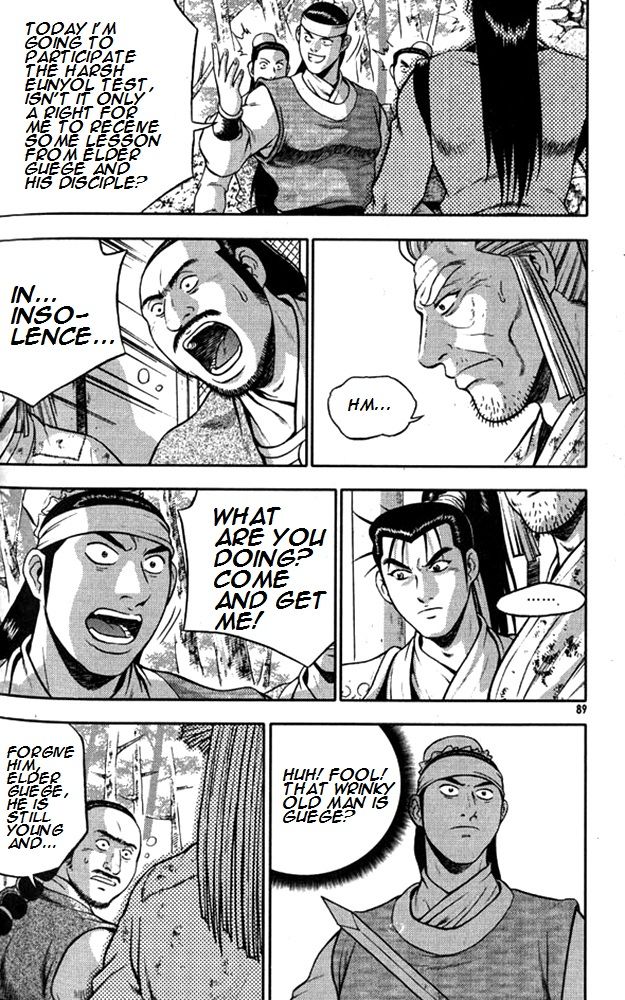 TODAY I'M
GOING TO
PARTICIPATE
THE HARSH
EUNYOL TEST,
ISN'T IT ONLY
A RIGHT FOR
ME TO RECEIVE
SOME LESSON
FROM ELDER
GUEGE AND
HIS DISCIPLE?
IN...
INSO-
LENCE...
HM...
WHAT
ARE YOU
DOING?
COME
AND GET
ME!
......
89
FORGIVE
HIM,
ELDER
GUEGE,
HE IS
STILL
YOUNG
AND...
HUH! FOOL!
THAT WRINKY
OLD MAN IS
GUEGE?